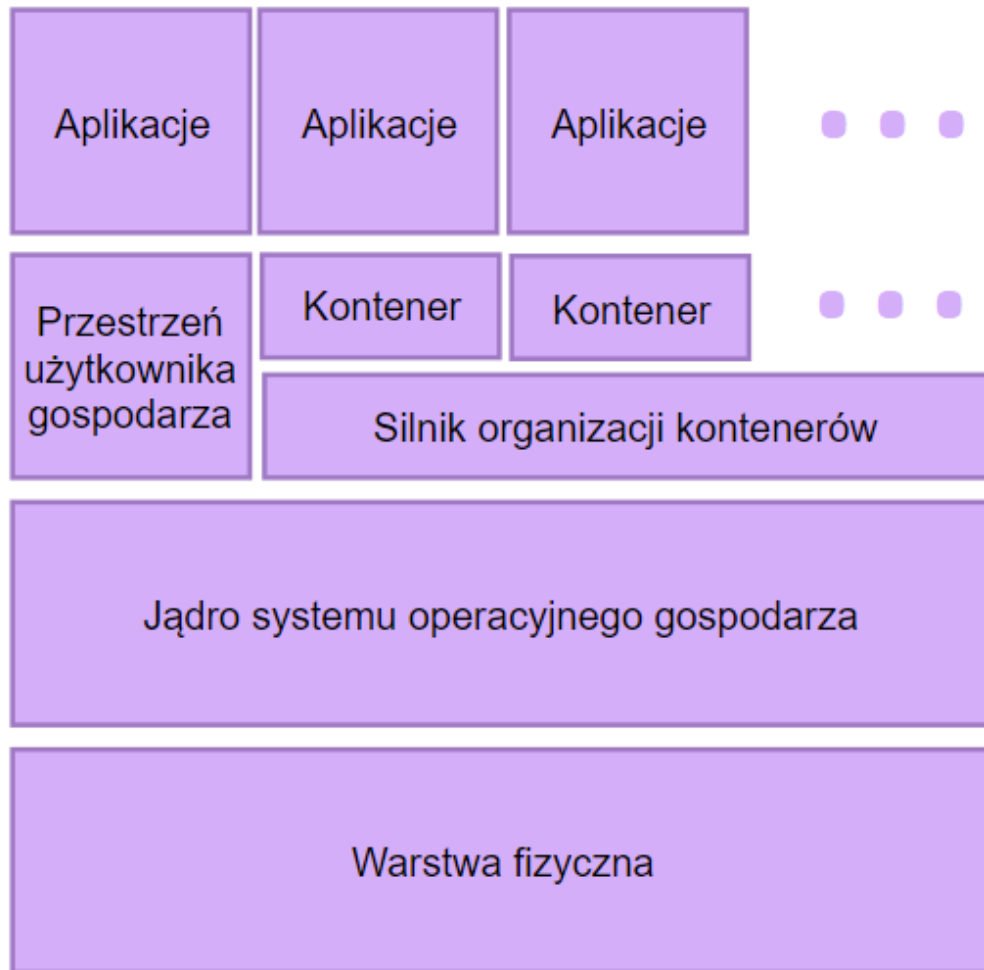 Aplikacje
Aplikacje
Aplikacje
Przestrzeń
użytkownika
gospodarza
Kontener
Kontener
Silnik organizacji kontenerów
Jądro systemu operacyjnego gospodarza
Warstwa fizyczna